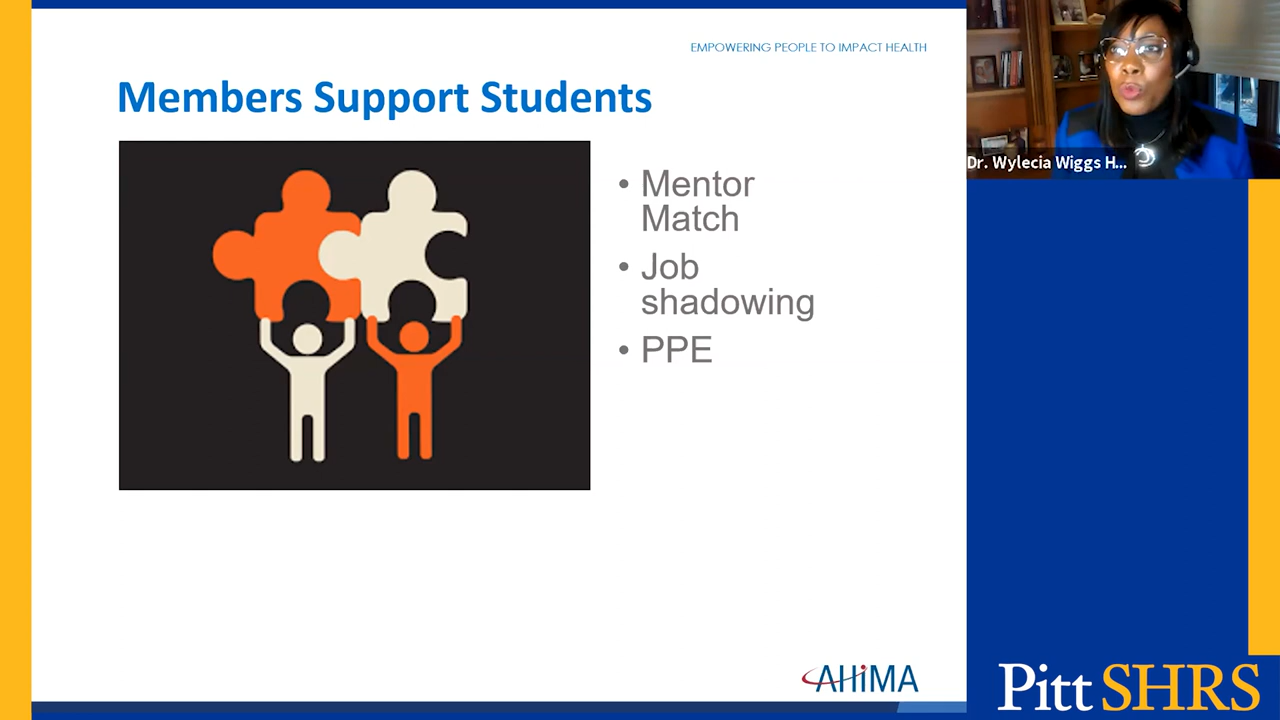 EMPOWERING PEOPLE TO IMPACT HEALTH
Members Support Students
• Mentor
Match
• Job
shadowing
• PPE
AHIMA
Dr. Wylecia Wiggs H...
Pitt SHRS